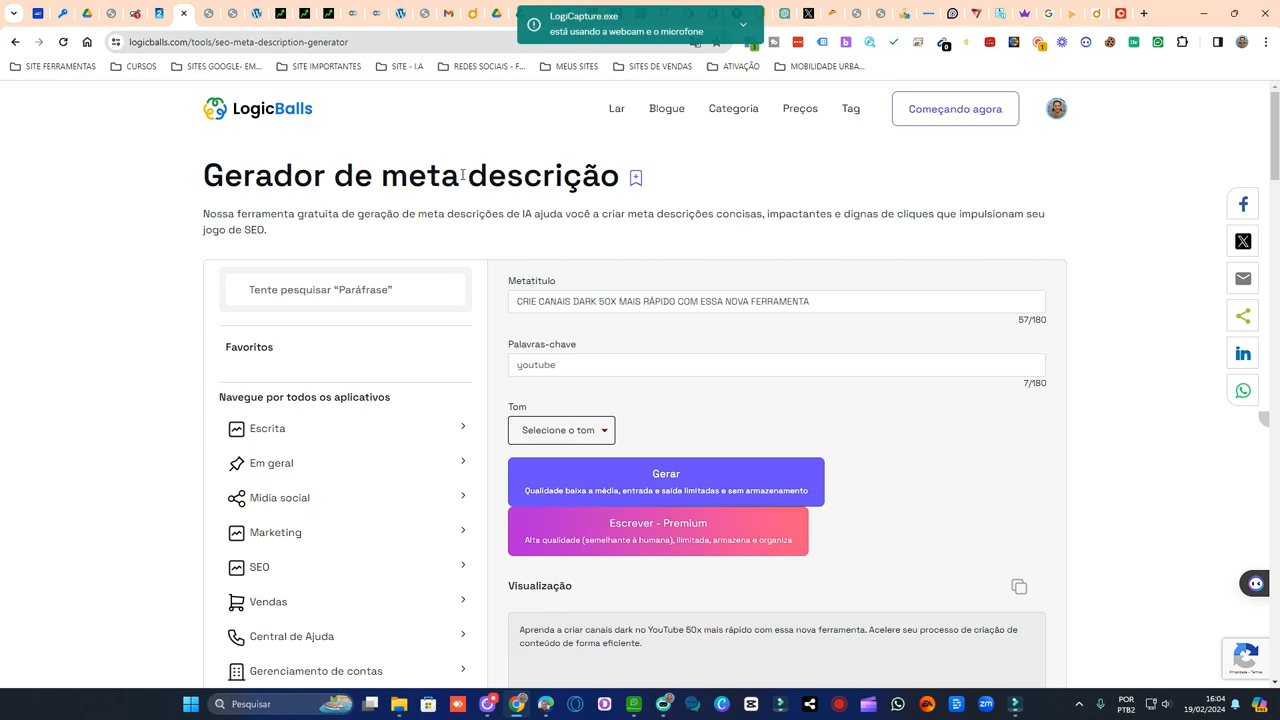 LogiCapture.exe
está usando a webcam e o microfone
logicballs.com/tools/seo-meta-description-generator
SITE FERRAMENTAS
CURSOS
SITES GOOGLE- EM...
SITE IMPORTANTES
SITE - I.A
REDES SOCIAIS - F...
MEUS SITES
SITES DE VENDAS
ATIVAÇÃO
MOBILIDADE URBA...
LogicBalls
Lar
Blogue
Categoria
Preços
Tag
Começando agora
Gerador de meta descrição
Nossa ferramenta gratuita de geração de meta descrições de IA ajuda você a criar meta descrições concisas, impactantes e dignas de cliques que impulsionam seu
jogo de SEO.
Tente pesquisar “Paráfrase”
Favoritos
Navegue por todos os aplicativos
Escrita
Em geral
Mídia social
Marketing
SEO
Vendas
Central de Ajuda
Gerenciamento de contas
Metatítulo
CRIE CANAIS DARK 50X MAIS RÁPIDO COM ESSA NOVA FERRAMENTA
57/180
Palavras-chave
youtube
7/180
Tom
Selecione o tom
Gerar
Qualidade baixa a média, entrada e saída limitadas e sem armazenamento
Escrever - Premium
Alta qualidade (semelhante à humana), ilimitada, armazena e organiza
Visualização
Aprenda a criar canais dark no YouTube 50x mais rápido com essa nova ferramenta. Acelere seu processo de criação de
conteúdo de forma eficiente.
Privacidade - Termos
Pesquisar
POR
PTB2
16:04
19/02/2024